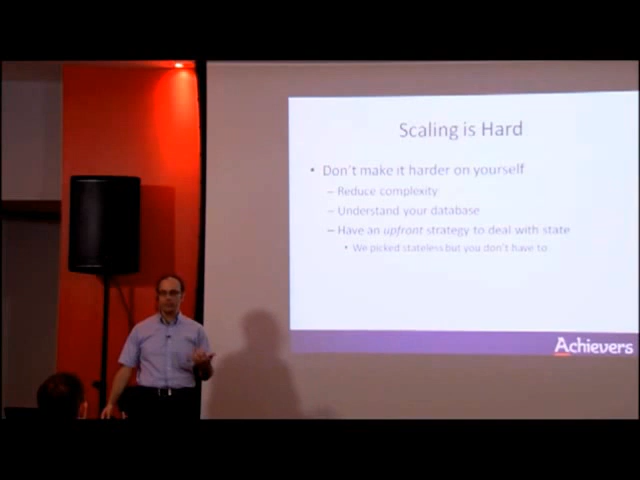 Scaling is Hard
• Don't make it harder on yourself
– Reduce complexity
– Understand your database
– Have an upfront strategy to deal with state
• We picked stateless but you don't have to
Achievers